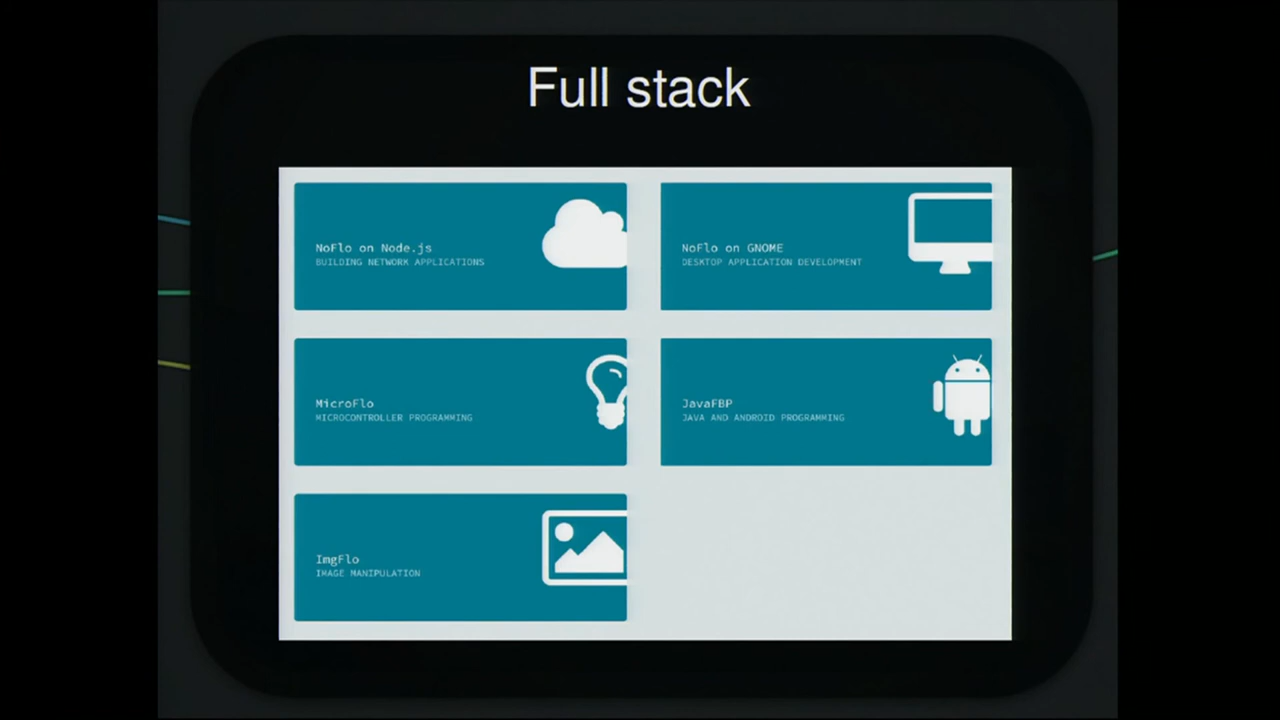 Full stack
NoFlo on Node.js
BUILDING NETWORK APPLICATIONS
NoFlo on GNOME
DESKTOP APPLICATION DEVELOPMENT
MicroFlo
MICROCONTROLLER PROGRAMMING
JavaFBP
JAVA AND ANDROID PROGRAMMING
ImgFlo
IMAGE MANIPULATION